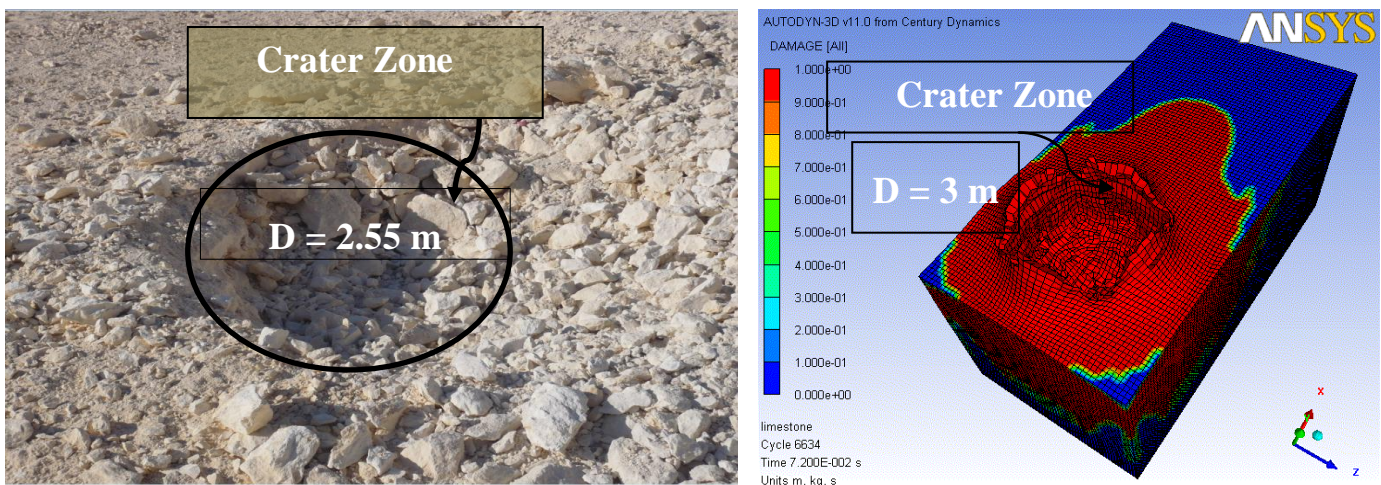 Crater Zone
D = 2.55 m
AUTODYN-3D v11.0 from Century Dynamics
ANSYS
DAMAGE [All]
1.000e+00
9.000e-01
8.000e-01
7.000e-01
6.000e-01
5.000e-01
4.000e-01
3.000e-01
2.000e-01
1.000e-01
0.000e+00
Crater Zone
D = 3 m
limestone
Cycle 6634
Time 7.200E-002 s
Units m, kg, s
X
Z